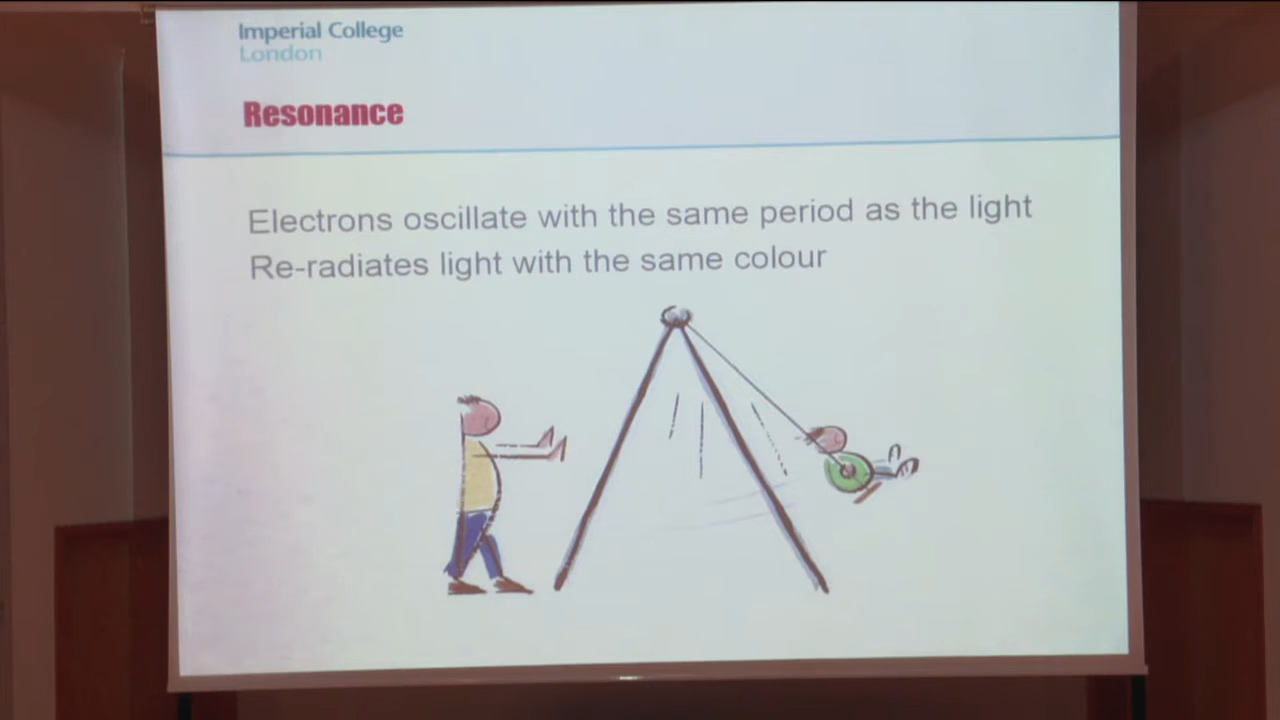 Imperial College
London
Resonance
Electrons oscillate with the same period as the light
Re-radiates light with the same colour